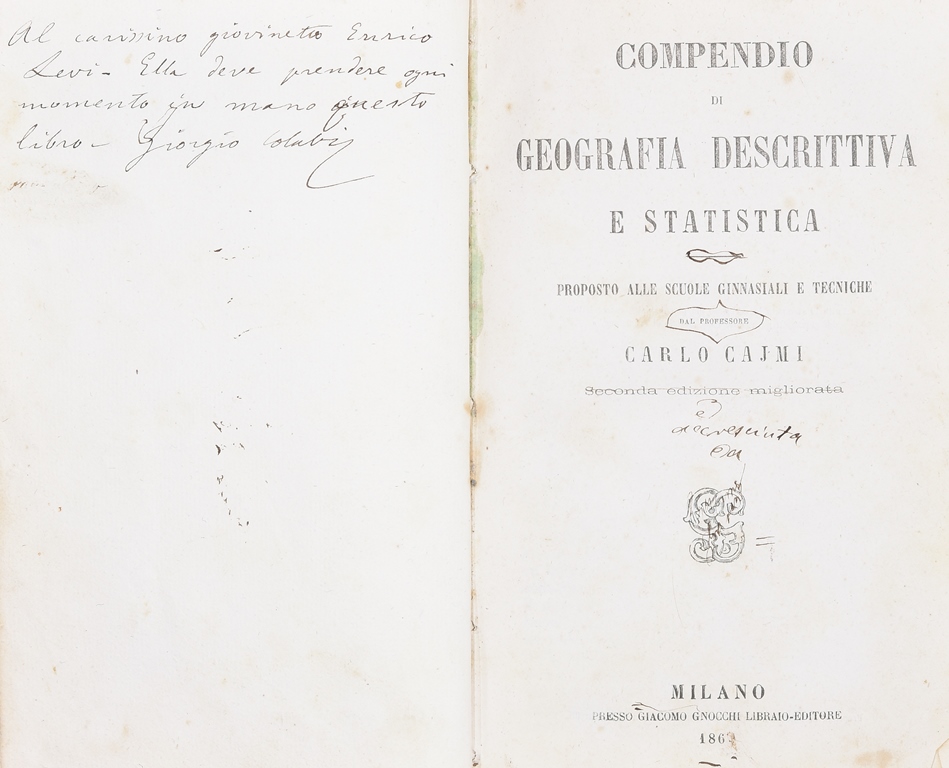 Al carissimo giovinetto Enrico
Levi - Ella deve prendere ogni
momento in mano questo
libro - Giorgio
COMPENDIO
DI
GEOGRAFIA DESCRITTIVA
E STATISTICA
PROPOSTO ALLE SCUOLE GINNASIALI E TECNICHE
DAL PROFESSORE
CARLO CAJMI
Seconda edizione migliorata
e
accresciuta
da
MILANO
PRESSO GIACOMO GNOCCHI LIBRAIO-EDITORE